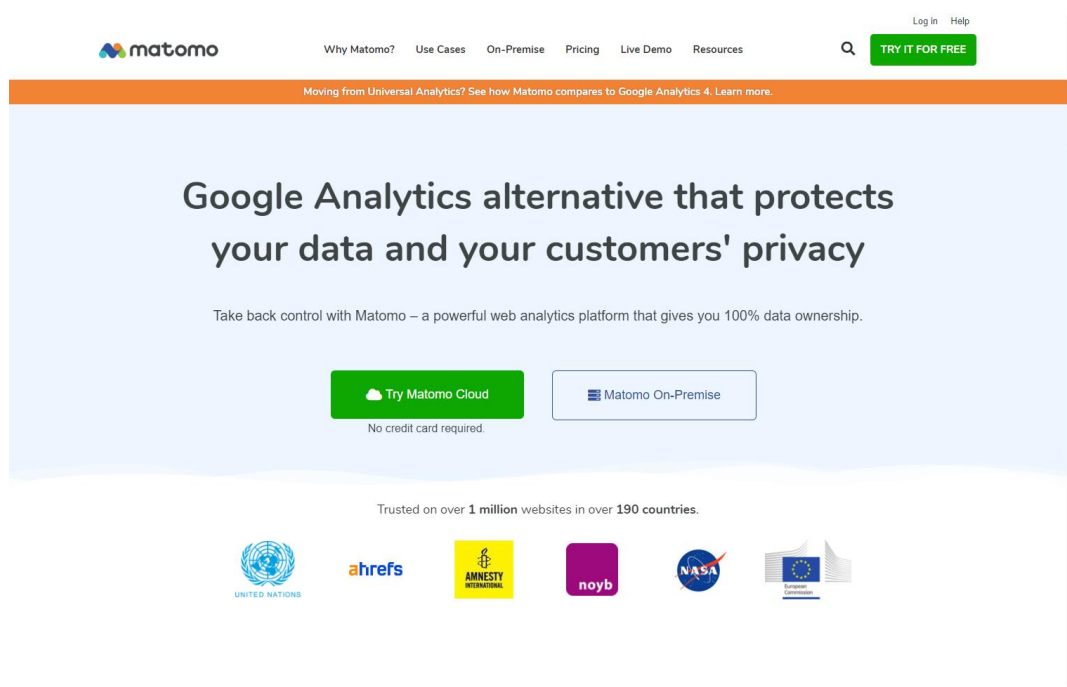 Log in Help
matomo
Why Matomo? Use Cases On-Premise Pricing Live Demo Resources
TRY IT FOR FREE
Moving from Universal Analytics? See how Matomo compares to Google Analytics 4. Learn more.
Google Analytics alternative that protects
your data and your customers' privacy
Take back control with Matomo – a powerful web analytics platform that gives you 100% data ownership.
Try Matomo Cloud
Matomo On-Premise
No credit card required.
Trusted on over 1 million websites in over 190 countries.
UNITED NATIONS
ahrefs
AMNESTY
INTERNATIONAL
noyb
NASA
European
Commission